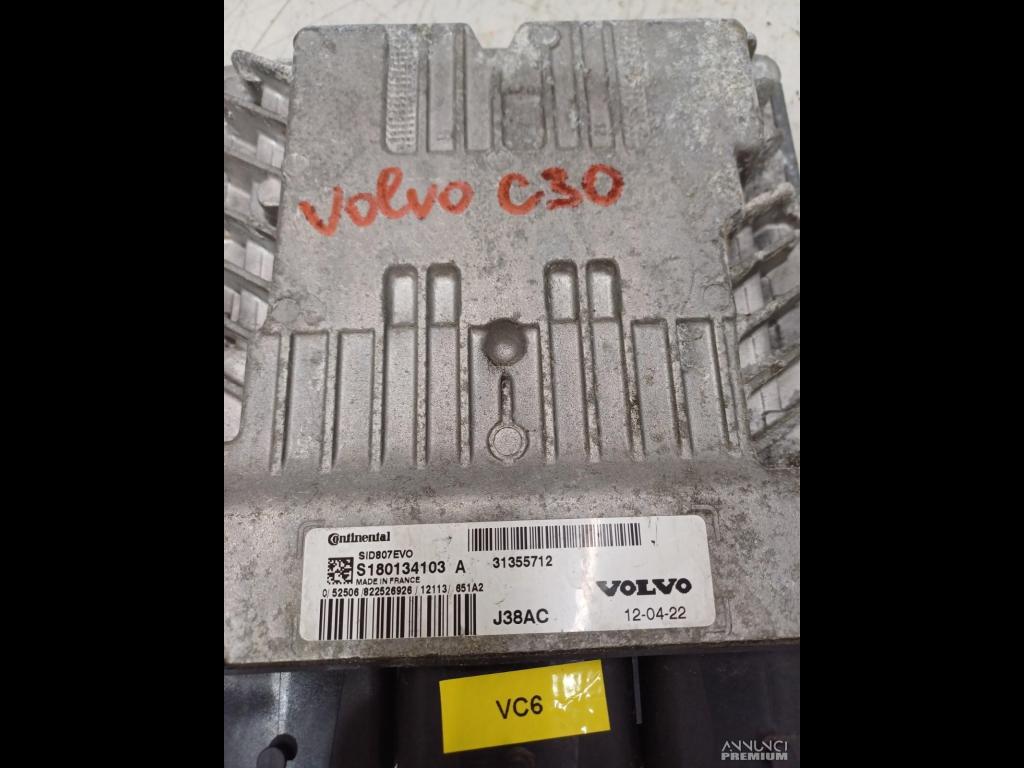 Volvo C30
Continental
SID807EVO
S180134103 A
MADE IN FRANCE
0/52506/822526926/12113/651A2
31355712
VOLVO
J38AC
12-04-22
VC6
ANNUNCI
PREMIUM